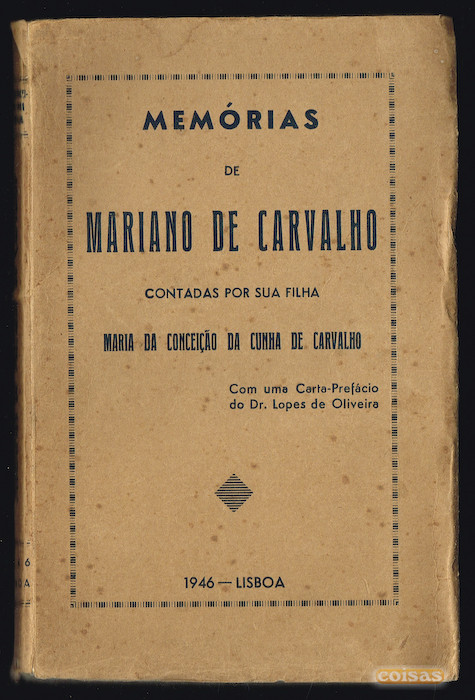 MEMÓRIAS
DE
MARIANO DE CARVALHO
CONTADAS POR SUA FILHA
MARIA DA CONCEIÇÃO DA CUNHA DE CARVALHO
Com uma Carta-Prefácio
do Dr. Lopes de Oliveira
1946 — LISBOA
coisas